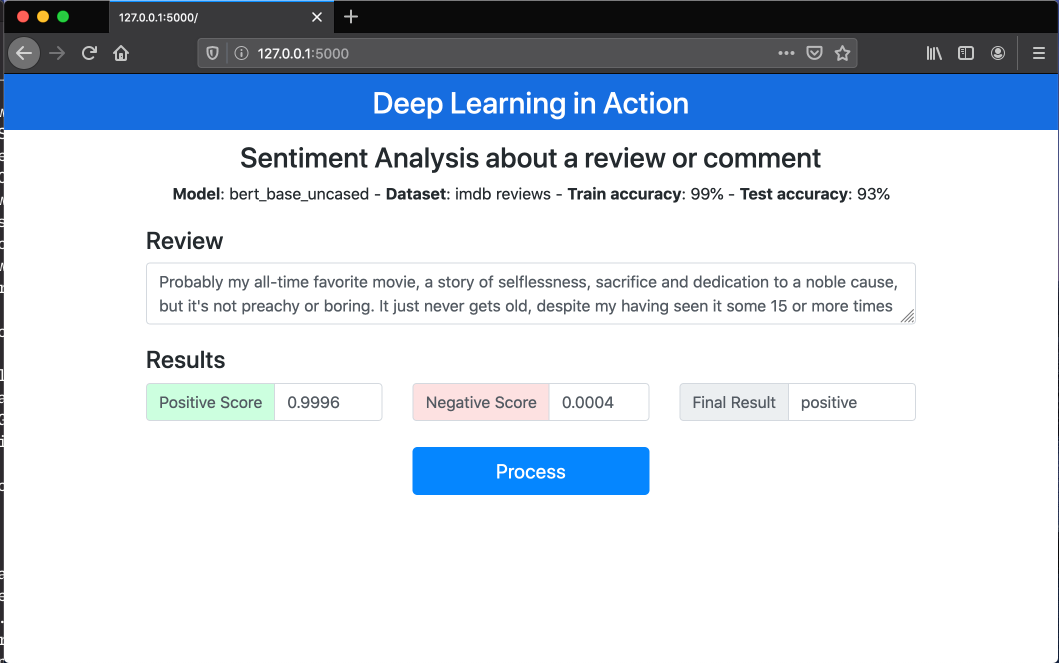 127.0.0.1:5000/
127.0.0.1:5000
Deep Learning in Action
Sentiment Analysis about a review or comment
Model: bert_base_uncased - Dataset: imdb reviews - Train accuracy: 99% - Test accuracy: 93%
Review
Probably my all-time favorite movie, a story of selflessness, sacrifice and dedication to a noble cause,
but it's not preachy or boring. It just never gets old, despite my having seen it some 15 or more times
Results
Positive Score 0.9996 Negative Score 0.0004 Final Result positive
Process